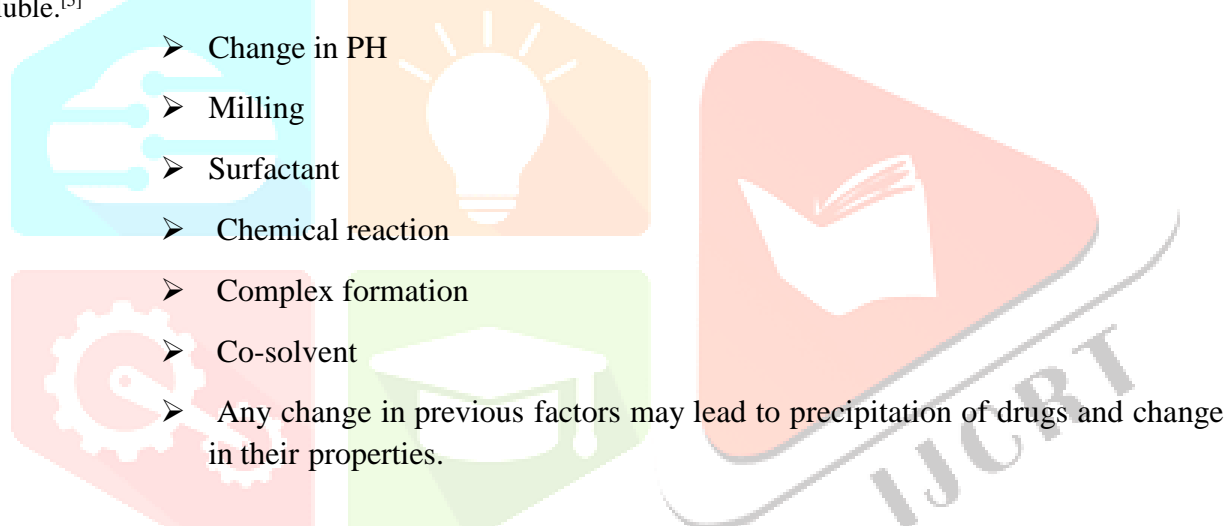 luble.[5]
➢ Change in PH
➢ Milling
➢ Surfactant
➢ Chemical reaction
➢ Complex formation
➢ Co-solvent
➢ Any change in previous factors may lead to precipitation of drugs and change
in their properties.
IJCRT